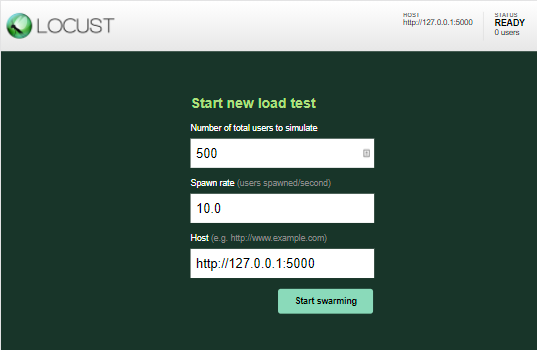 LOCUST
HOST
http://127.0.0.1:5000
STATUS
READY
0 users
Start new load test
Number of total users to simulate
500
Spawn rate (users spawned/second)
10.0
Host (e.g. http://www.example.com)
http://127.0.0.1:5000
Start swarming